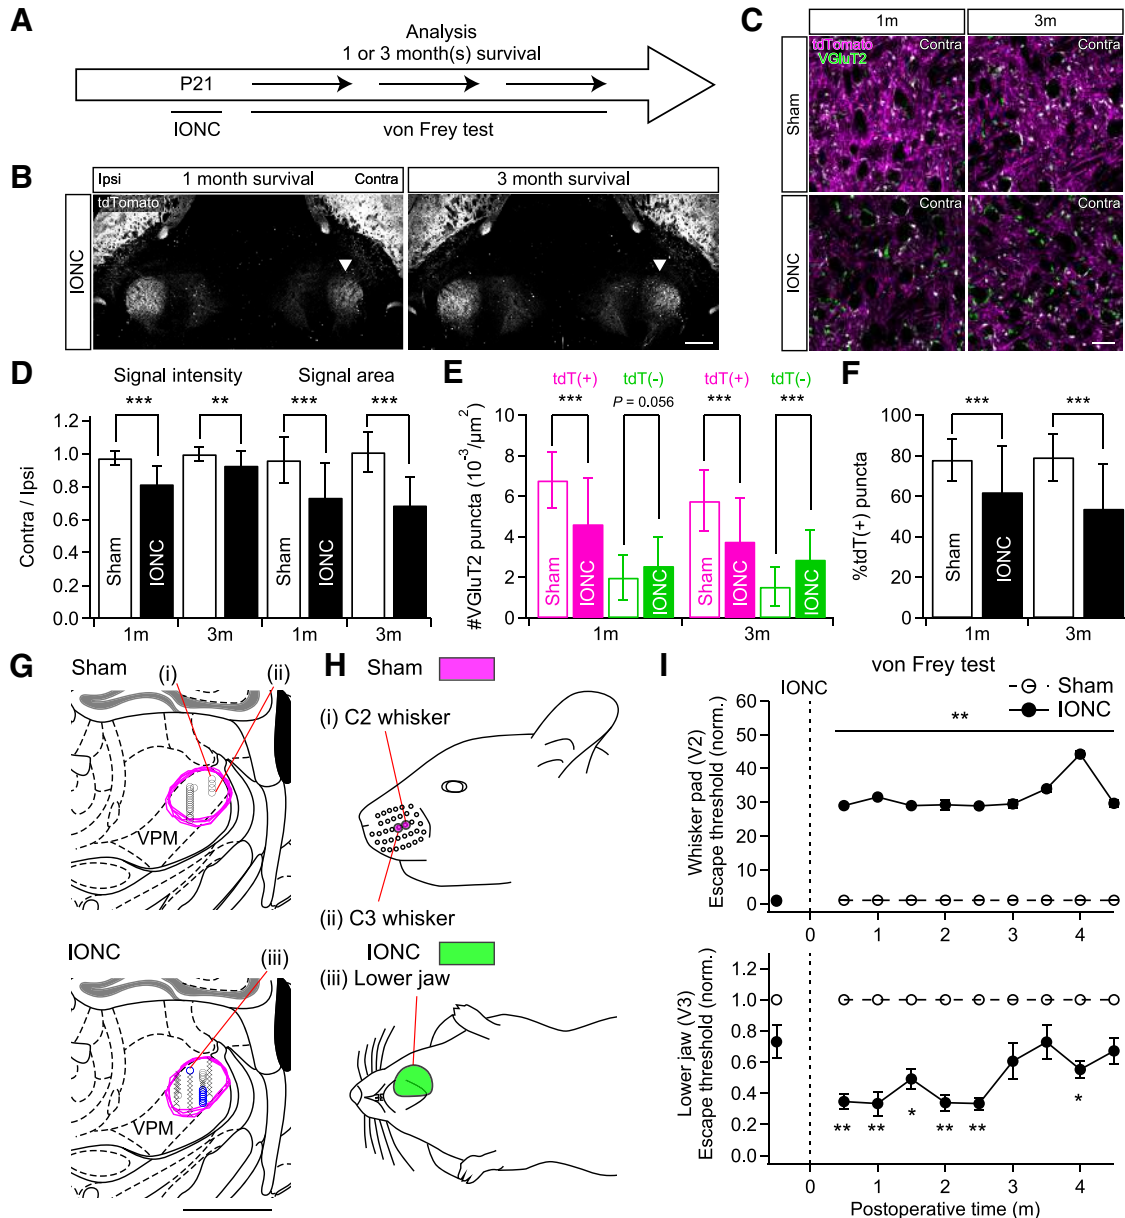 A
Analysis
1 or 3 month(s) survival
P21
IONC
von Frey test
B
Ipsi 1 month survival Contra
3 month survival
tdTomato
IONC
C
1m 3m
tdTomato
VGluT2
Contra
Contra
Sham
Contra
Contra
IONC
D
Signal intensity Signal area
*** ** *** ***
Contra / Ipsi
1.2
1.0
0.8
0.6
0.4
0.2
0.0
Sham IONC
Sham IONC
1m 3m 1m 3m
E
tdT(+) tdT(-) tdT(+) tdT(-)
*** P = 0.056 *** ***
#VGluT2 puncta (10⁻³/μm²)
10
8
6
4
2
0
Sham IONC IONC Sham IONC IONC
1m 3m
F
*** ***
%tdT(+) puncta
100
80
60
40
20
0
Sham IONC
1m 3m
G
Sham
(i) (ii)
VPM
IONC
(iii)
VPM
H
Sham
(i) C2 whisker
(ii) C3 whisker
IONC
(iii) Lower jaw
I
von Frey test
IONC
Sham
IONC
**
Whisker pad (V2)
Escape threshold (norm.)
60
50
40
30
20
10
0
0 1 2 3 4
Lower jaw (V3)
Escape threshold (norm.)
1.2
1.0
0.8
0.6
0.4
0.2
0.0
** ** * ** ** *
0 1 2 3 4
Postoperative time (m)